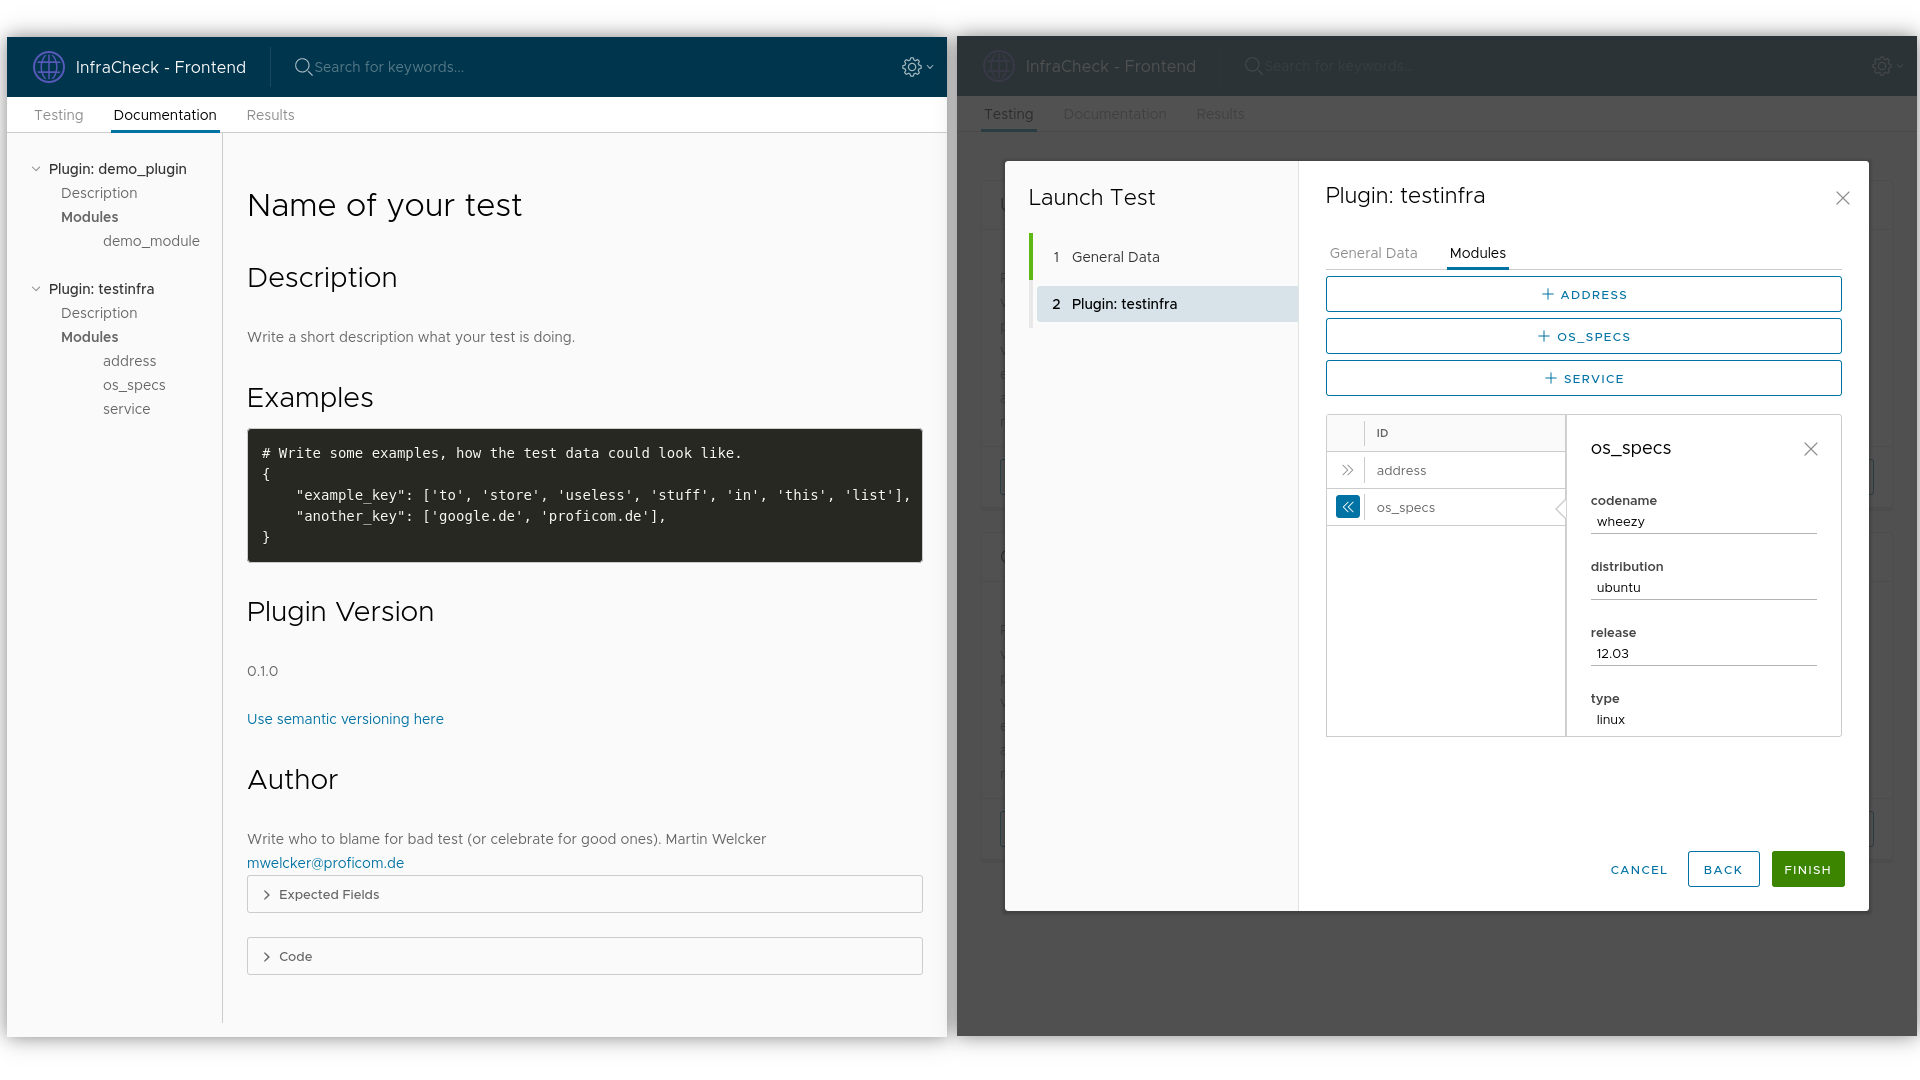 InfraCheck - Frontend
Search for keywords...
Testing
Documentation
Results
Plugin: demo_plugin
Description
Modules
demo_module
Plugin: testinfra
Description
Modules
address
os_specs
service
Name of your test
Description
Write a short description what your test is doing.
Examples
# Write some examples, how the test data could look like.
{
"example_key": ['to', 'store', 'useless', 'stuff', 'in', 'this', 'list'],
"another_key": ['google.de', 'proficom.de'],
}
Plugin Version
0.1.0
Use semantic versioning here
Author
Write who to blame for bad test (or celebrate for good ones). Martin Welcker
mwelcker@proficom.de
Expected Fields
Code
InfraCheck - Frontend
Search for keywords...
Testing
Documentation
Results
Launch Test
1 General Data
2 Plugin: testinfra
Plugin: testinfra
General Data
Modules
+ ADDRESS
+ OS_SPECS
+ SERVICE
ID
address
os_specs
os_specs
codename
wheezy
distribution
ubuntu
release
12.03
type
linux
CANCEL
BACK
FINISH